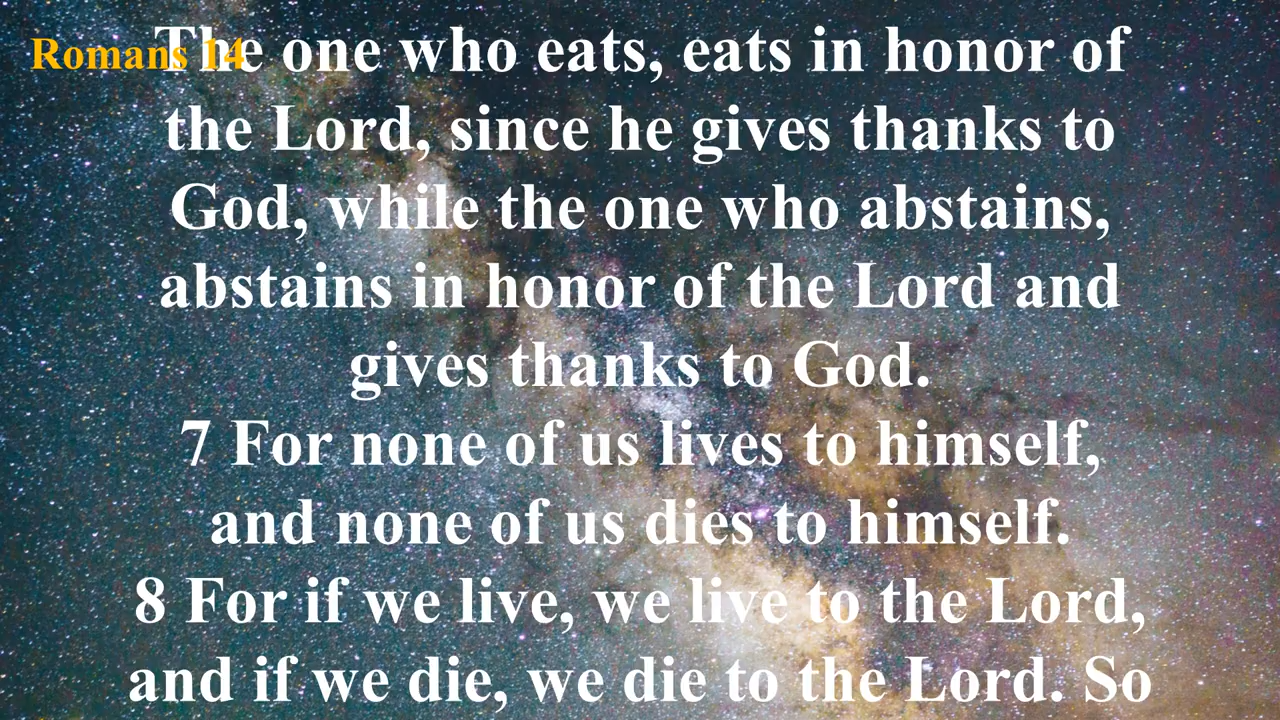 Romans 14
The one who eats, eats in honor of
the Lord, since he gives thanks to
God, while the one who abstains,
abstains in honor of the Lord and
gives thanks to God.
7 For none of us lives to himself,
and none of us dies to himself.
8 For if we live, we live to the Lord,
and if we die, we die to the Lord. So